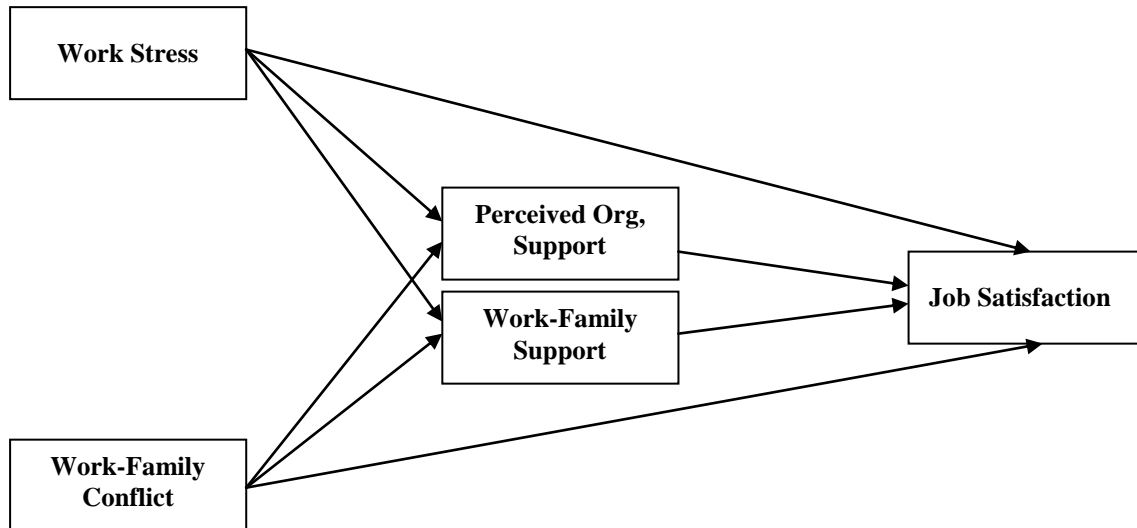 Work Stress
Perceived Org,
Support
Job Satisfaction
Work-Family
Support
Work-Family
Conflict